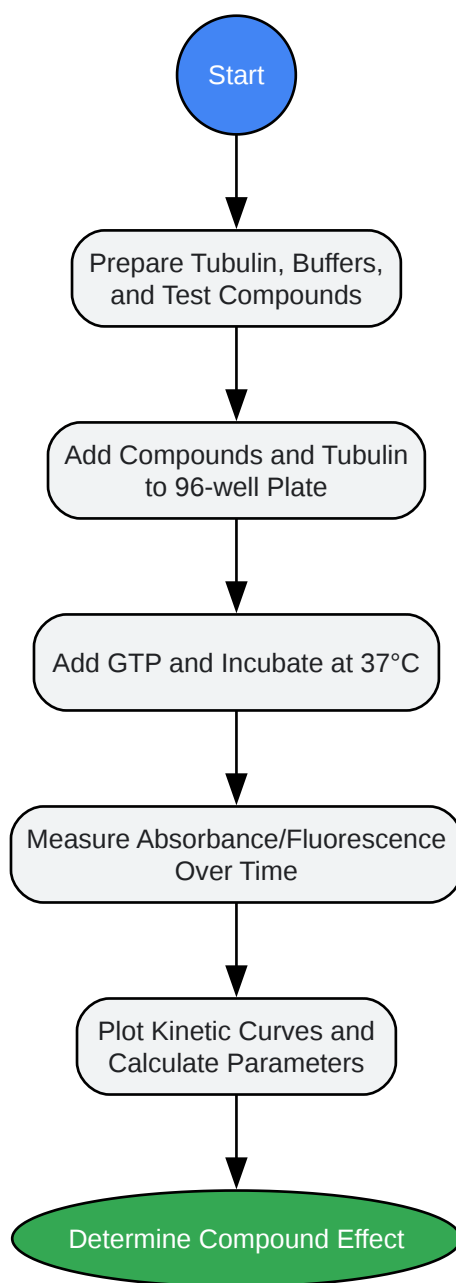 Start
Prepare Tubulin, Buffers,
and Test Compounds
Add Compounds and Tubulin
to 96-well Plate
Add GTP and Incubate at 37°C
Measure Absorbance/Fluorescence
Over Time
Plot Kinetic Curves and
Calculate Parameters
Determine Compound Effect